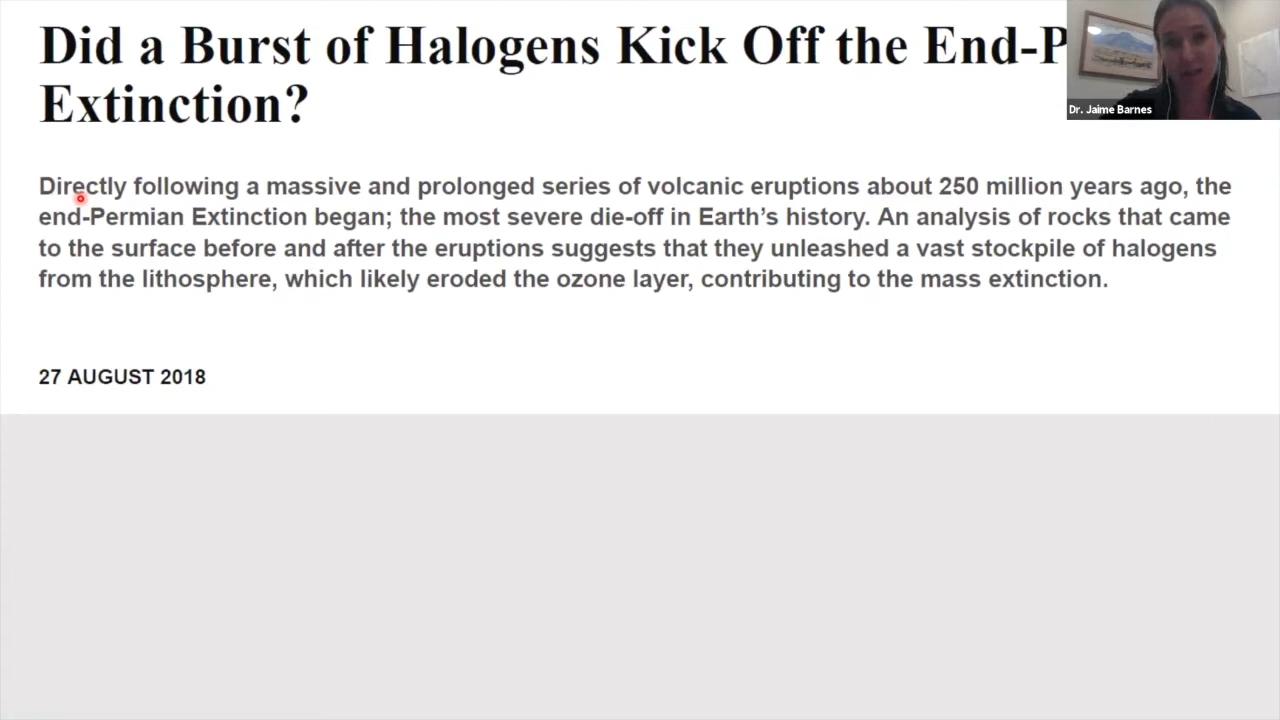 Did a Burst of Halogens Kick Off the End-P
Extinction?
Dr. Jaime Barnes
Directly following a massive and prolonged series of volcanic eruptions about 250 million years ago, the
end-Permian Extinction began; the most severe die-off in Earth’s history. An analysis of rocks that came
to the surface before and after the eruptions suggests that they unleashed a vast stockpile of halogens
from the lithosphere, which likely eroded the ozone layer, contributing to the mass extinction.
27 AUGUST 2018